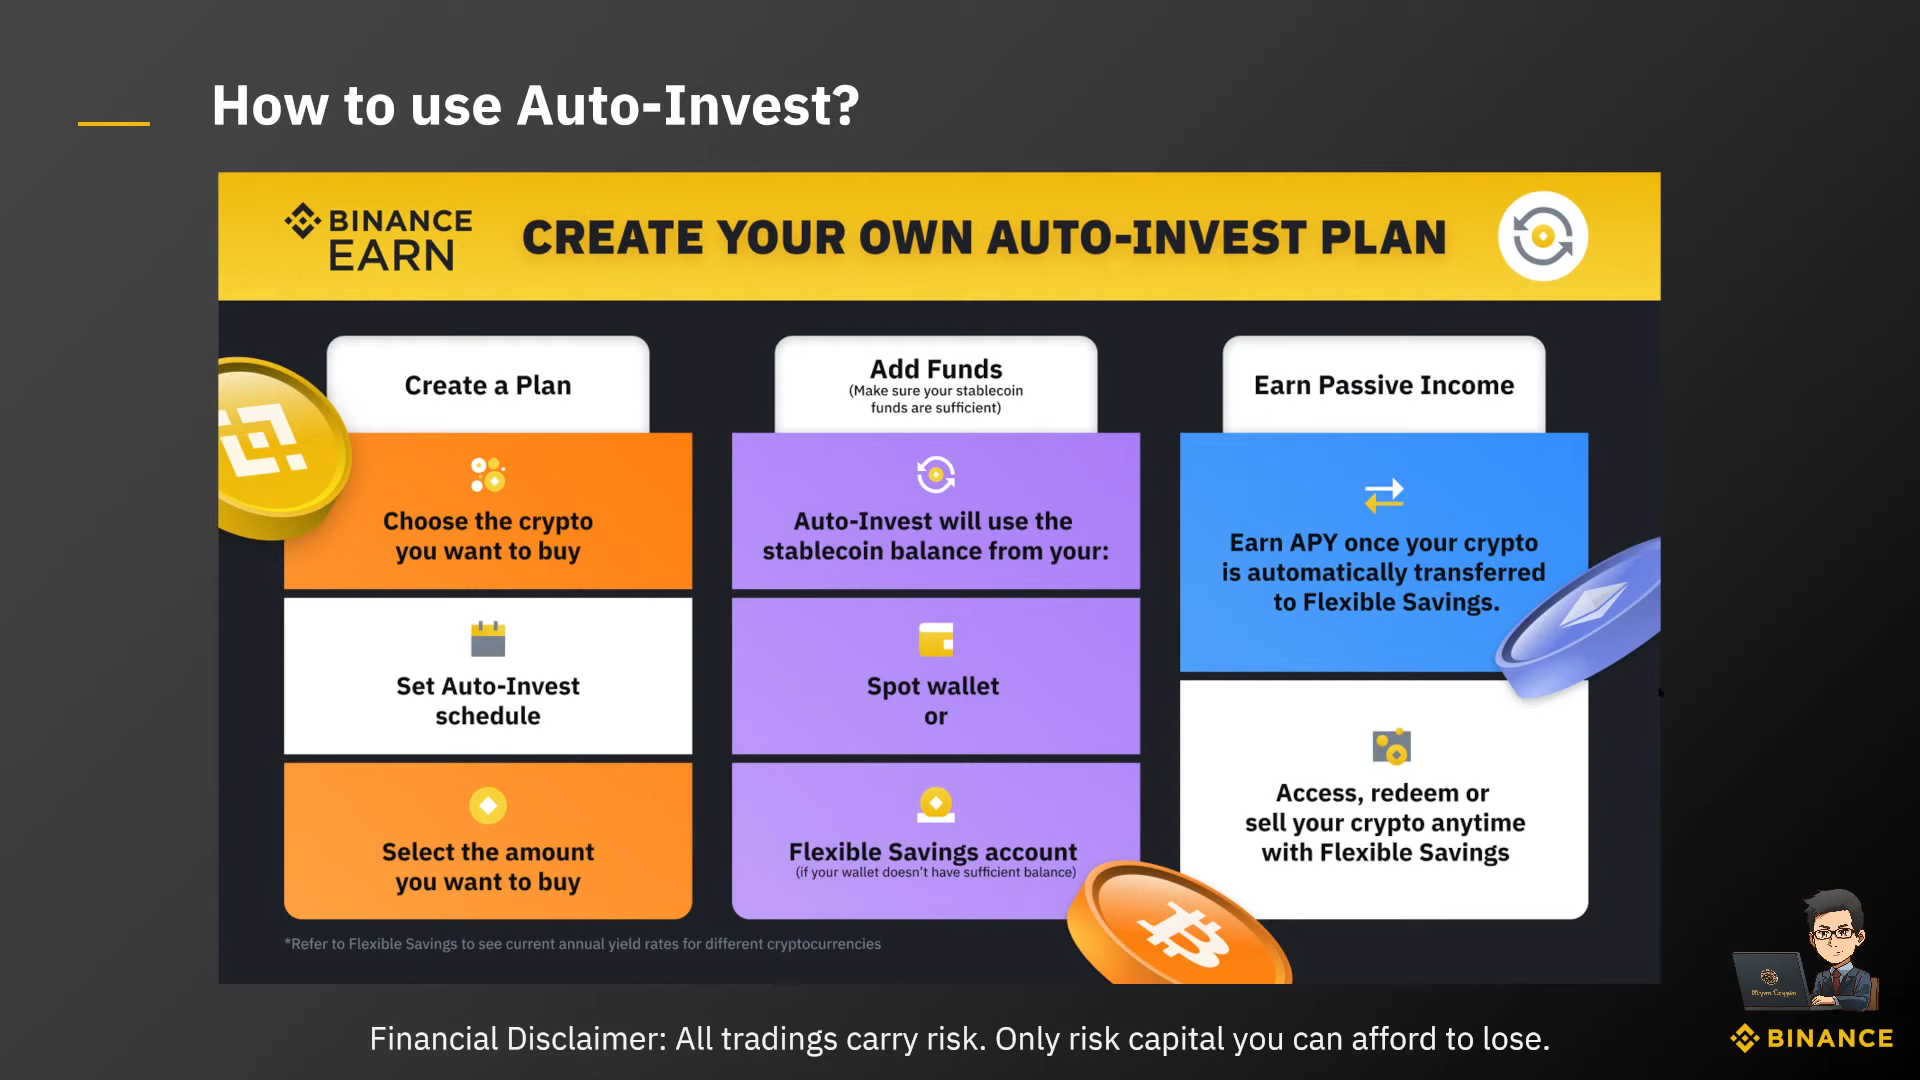 How to use Auto-Invest?
BINANCE
EARN
CREATE YOUR OWN AUTO-INVEST PLAN
Create a Plan
Choose the crypto
you want to buy
Set Auto-Invest
schedule
Select the amount
you want to buy
Add Funds
(Make sure your stablecoin
funds are sufficient)
Auto-Invest will use the
stablecoin balance from your:
Spot wallet
or
Flexible Savings account
(if your wallet doesn't have sufficient balance)
Earn Passive Income
Earn APY once your crypto
is automatically transferred
to Flexible Savings.
Access, redeem or
sell your crypto anytime
with Flexible Savings
*Refer to Flexible Savings to see current annual yield rates for different cryptocurrencies
Financial Disclaimer: All tradings carry risk. Only risk capital you can afford to lose.
BINANCE